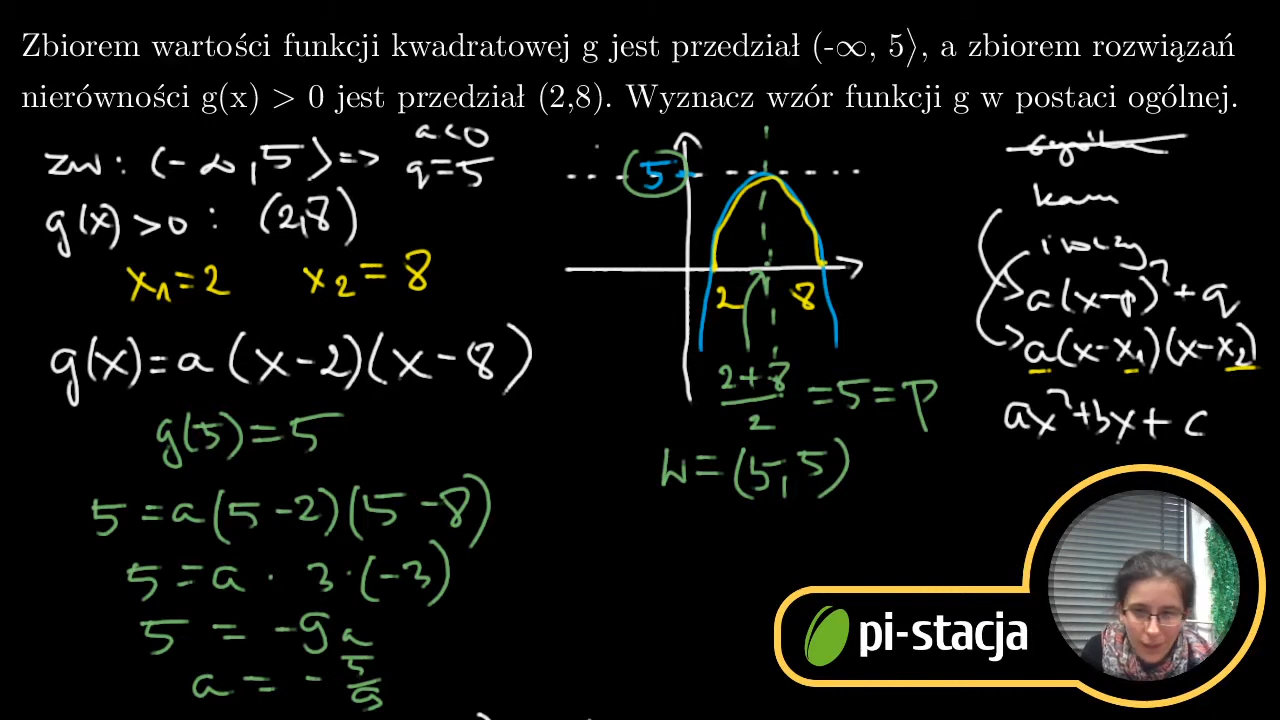 Zbiorem wartości funkcji kwadratowej g jest przedział (-∞, 5⟩, a zbiorem rozwiązań
nierówności g(x) > 0 jest przedział (2,8). Wyznacz wzór funkcji g w postaci ogólnej.
zw: (-∞, 5⟩ => a<0
q=5
g(x)>0 : (2,8)
x₁=2 x₂=8
g(x)=a(x-2)(x-8)
g(5)=5
5=a(5-2)(5-8)
5=a·3·(-3)
5=-9a
a=-5/9
5
2 8
(2+8)/2=5=p
W=(5,5)
kan
iloczy
a(x-p)²+q
a(x-x₁)(x-x₂)
ax²+bx+c
pi-stacja